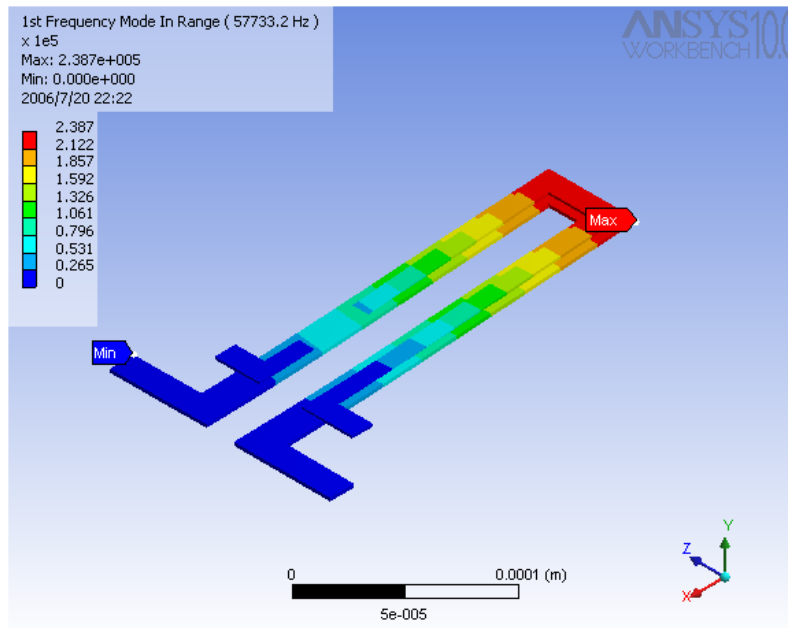 1st Frequency Mode In Range ( 57733.2 Hz )
x 1e5
Max: 2.387e+005
Min: 0.000e+000
2006/7/20 22:22
ANSYS 10.0
WORKBENCH
2.387
2.122
1.857
1.592
1.326
1.061
0.796
0.531
0.265
0
Max
Min
Y
Z
X
0 0.0001 (m)
5e-005